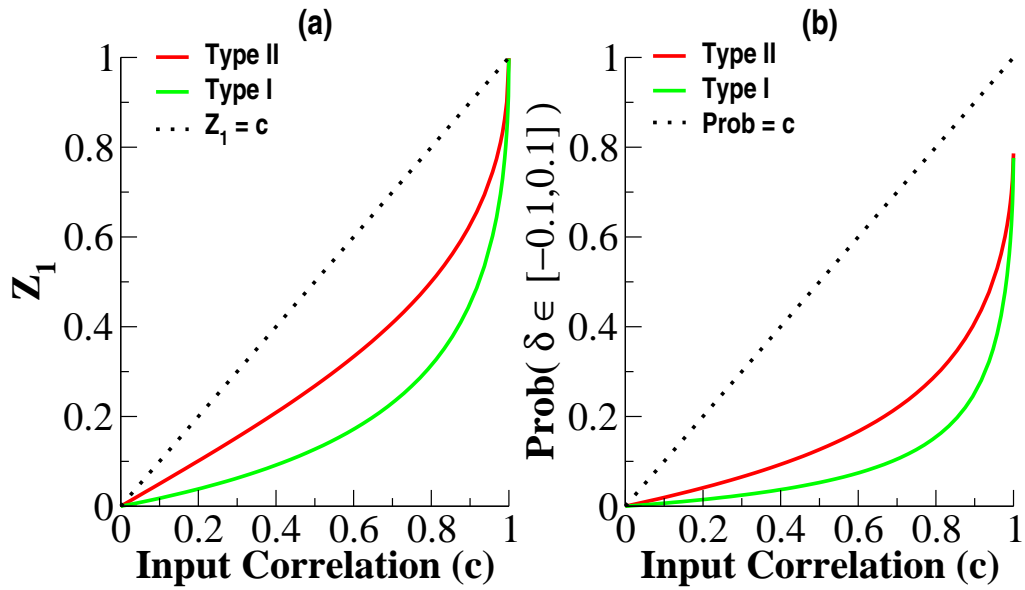 (a)
Type II
Type I
Z₁ = c
1
0.8
0.6
0.4
0.2
0
Z₁
0 0.2 0.4 0.6 0.8 1
Input Correlation (c)
(b)
Type II
Type I
Prob = c
1
0.8
0.6
0.4
0.2
0
Prob( δ ∈ [−0.1,0.1] )
0 0.2 0.4 0.6 0.8 1
Input Correlation (c)